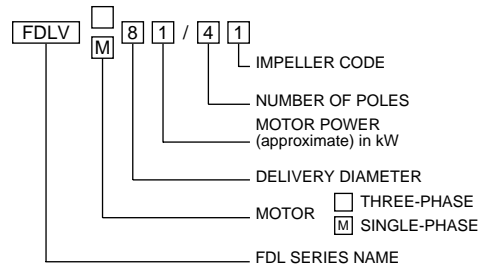 FDLV M 8 1 / 4 1
IMPELLER CODE
NUMBER OF POLES
MOTOR POWER
(approximate) in kW
DELIVERY DIAMETER
MOTOR THREE-PHASE
M SINGLE-PHASE
FDL SERIES NAME